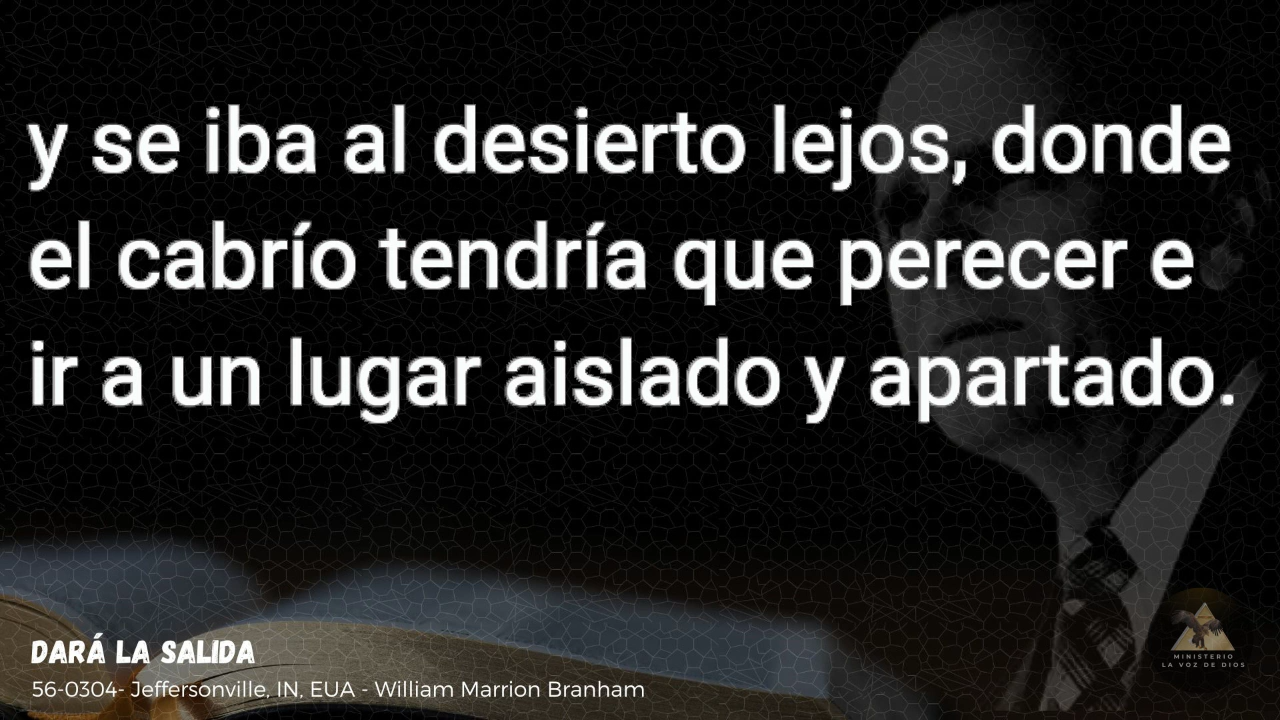 y se iba al desierto lejos, donde
el cabrío tendría que perecer e
ir a un lugar aislado y apartado.
DARÁ LA SALIDA
56-0304- Jeffersonville, IN, EUA - William Marrion Branham
MINISTERIO
LA VOZ DE DIOS